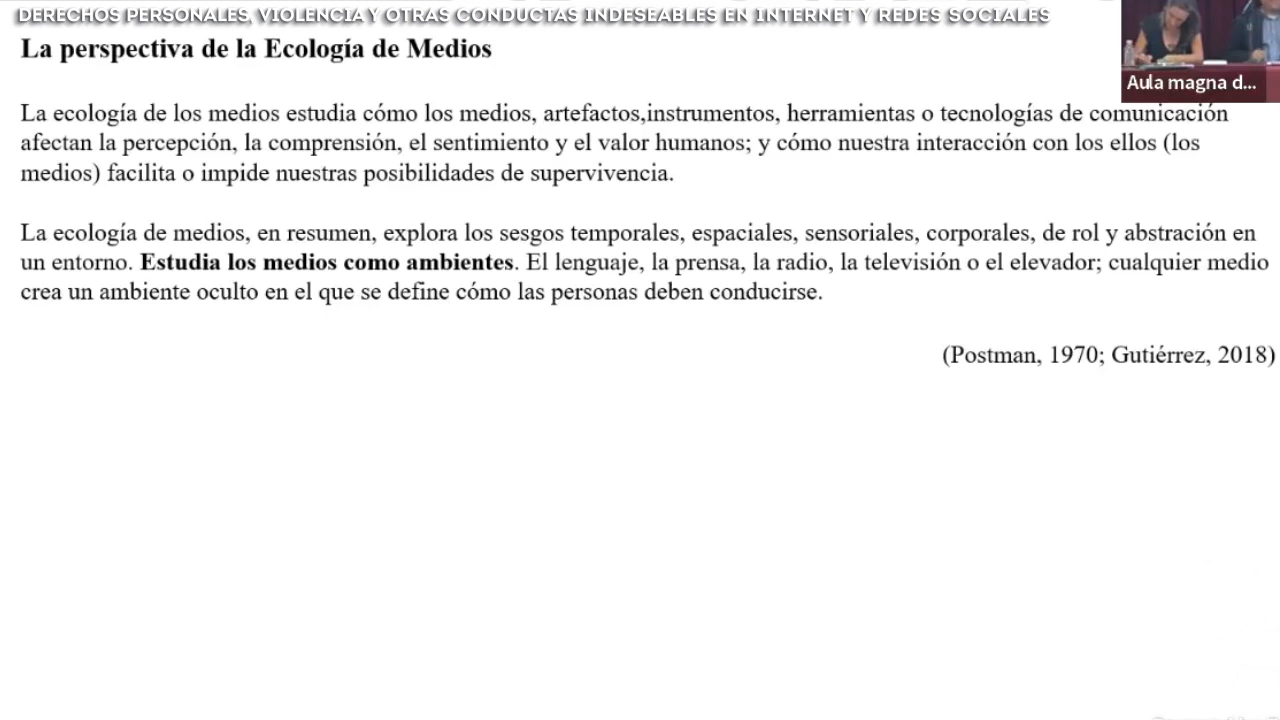 DERECHOS PERSONALES, VIOLENCIA Y OTRAS CONDUCTAS INDESEABLES EN INTERNET Y REDES SOCIALES
La perspectiva de la Ecología de Medios
Aula magna d...
La ecología de los medios estudia cómo los medios, artefactos,instrumentos, herramientas o tecnologías de comunicación
afectan la percepción, la comprensión, el sentimiento y el valor humanos; y cómo nuestra interacción con los ellos (los
medios) facilita o impide nuestras posibilidades de supervivencia.
La ecología de medios, en resumen, explora los sesgos temporales, espaciales, sensoriales, corporales, de rol y abstración en
un entorno. Estudia los medios como ambientes. El lenguaje, la prensa, la radio, la televisión o el elevador; cualquier medio
crea un ambiente oculto en el que se define cómo las personas deben conducirse.
(Postman, 1970; Gutiérrez, 2018)